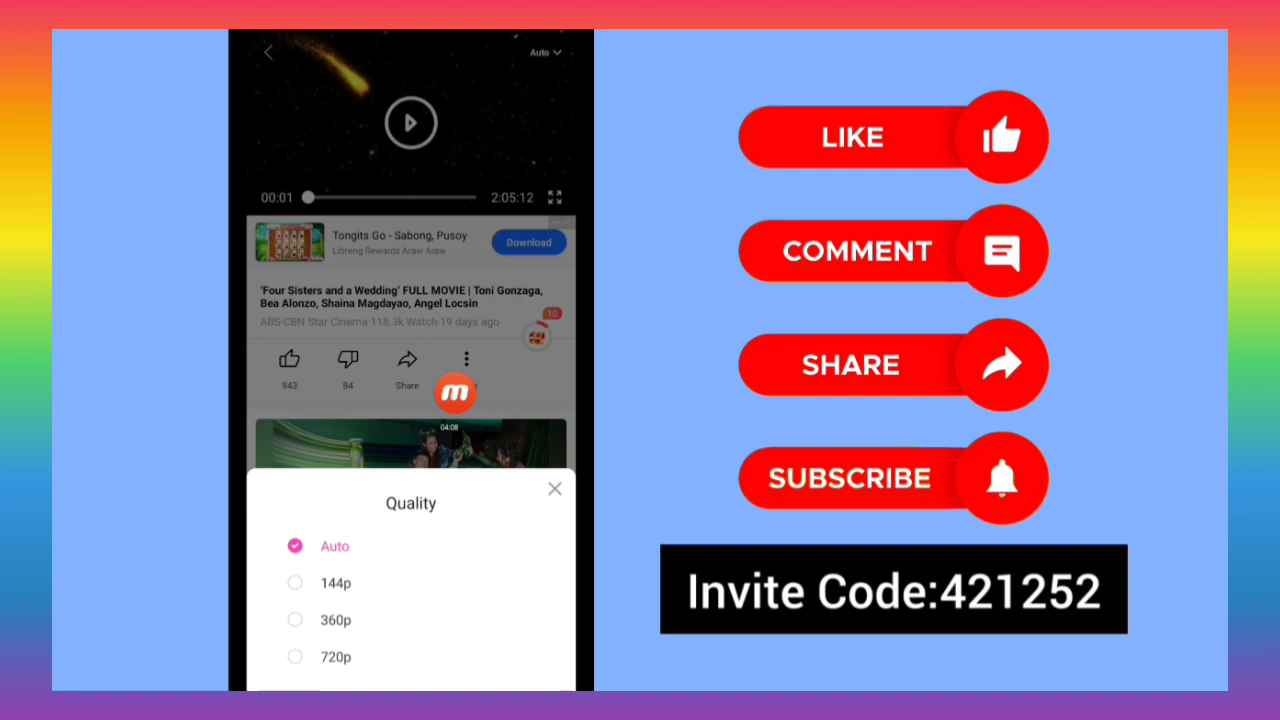 Auto
00:01
2:05:12
Tongits Go - Sabong, Pusoy
Libreng Rewards Araw Araw
Download
'Four Sisters and a Wedding' FULL MOVIE | Toni Gonzaga,
Bea Alonzo, Shaina Magdayao, Angel Locsin
ABS-CBN Star Cinema·118.3k Watch·19 days ago
10
943
84
Share
m
04:08
Quality
Auto
144p
360p
720p
LIKE
COMMENT
SHARE
SUBSCRIBE
Invite Code:421252